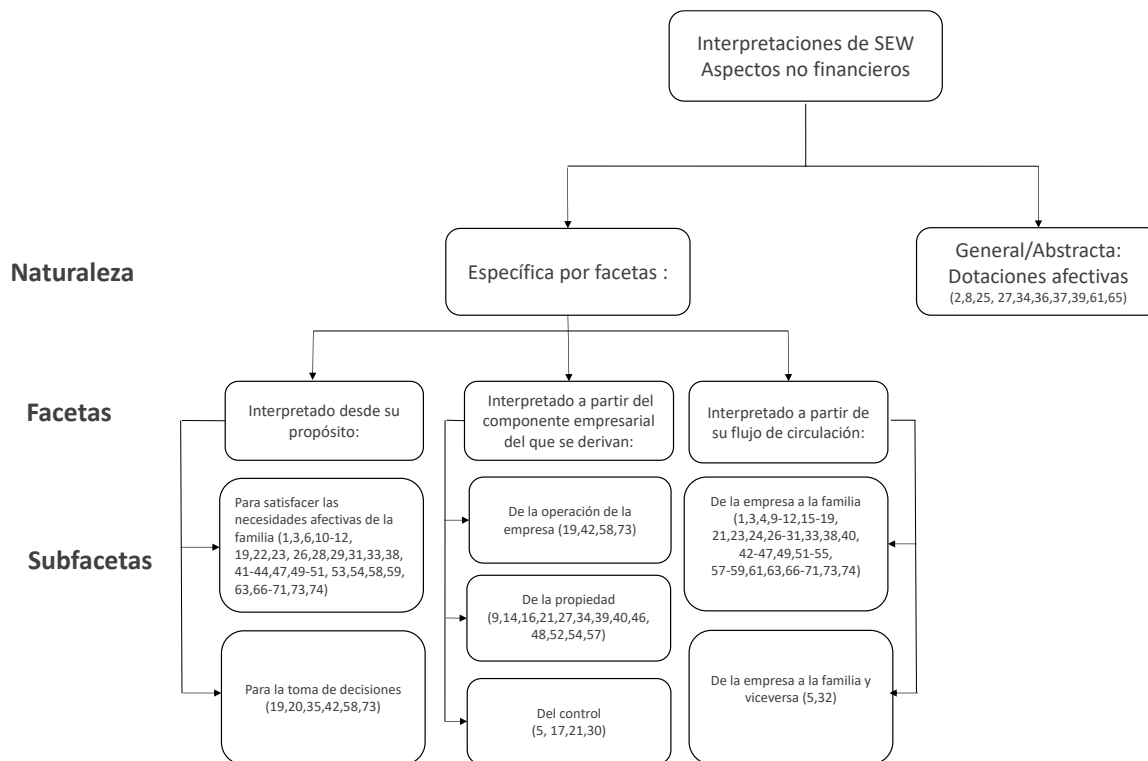 Interpretaciones de SEW
Aspectos no financieros
Naturaleza
Específica por facetas :
General/Abstracta:
Dotaciones afectivas
(2,8,25, 27,34,36,37,39,61,65)
Facetas
Interpretado desde su
propósito:
Interpretado a partir del
componente empresarial
del que se derivan:
Interpretado a partir de
su flujo de circulación:
Subfacetas
Para satisfacer las
necesidades afectivas de la
familia (1,3,6,10-12,
19,22,23, 26,28,29,31,33,38,
41-44,47,49-51, 53,54,58,59,
63,66-71,73,74)
De la operación de la
empresa (19,42,58,73)
De la empresa a la familia
(1,3,4,9-12,15-19,
21,23,24,26-31,33,38,40,
42-47,49,51-55,
57-59,61,63,66-71,73,74)
De la propiedad
(9,14,16,21,27,34,39,40,46,
48,52,54,57)
Para la toma de decisiones
(19,20,35,42,58,73)
Del control
(5, 17,21,30)
De la empresa a la familia y
viceversa (5,32)